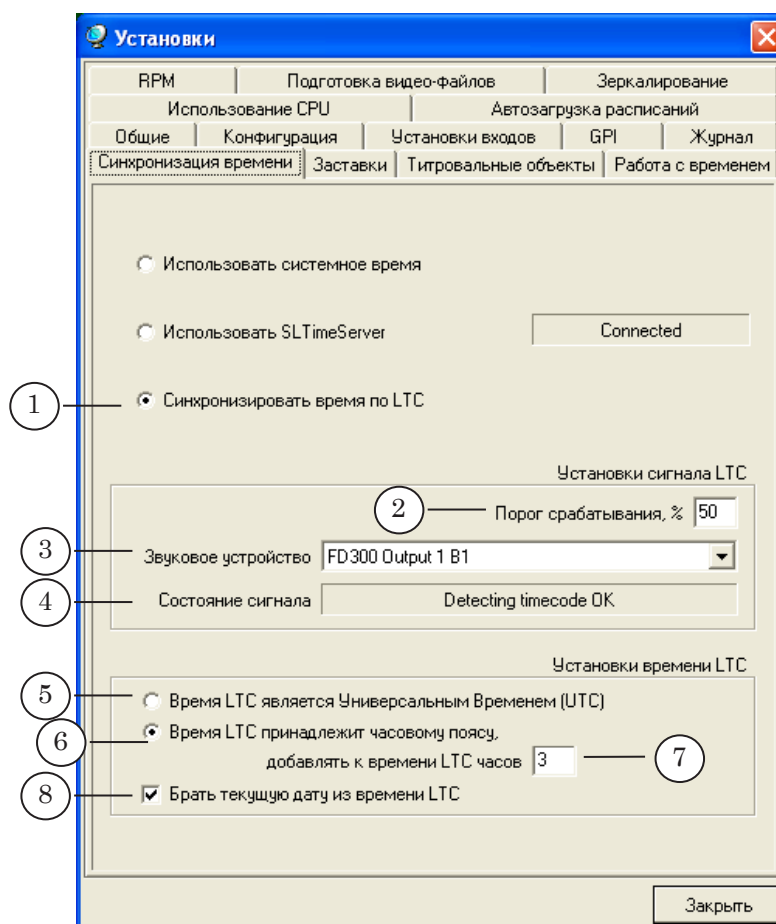 Установки
RPM Подготовка видео-файлов Зеркалирование
Использование CPU Автозагрузка расписаний
Общие Конфигурация Установки входов GPI Журнал
Синхронизация времени Заставки Титровальные объекты Работа с временем
Использовать системное время
Использовать SLTimeServer Connected
1 Синхронизировать время по LTC
Установки сигнала LTC
2 Порог срабатывания, % 50
3 Звуковое устройство FD300 Output 1 B1
4 Состояние сигнала Detecting timecode OK
Установки времени LTC
5 Время LTC является Универсальным Временем (UTC)
6 Время LTC принадлежит часовому поясу,
добавлять к времени LTC часов 3 7
8 Брать текущую дату из времени LTC
Закрыть